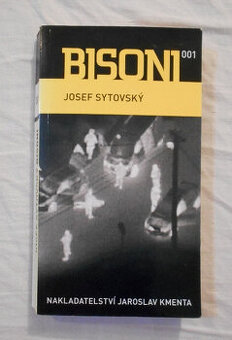 BISONI
001
JOSEF SYTOVSKÝ
NAKLADATELSTVÍ JAROSLAV KMENTA